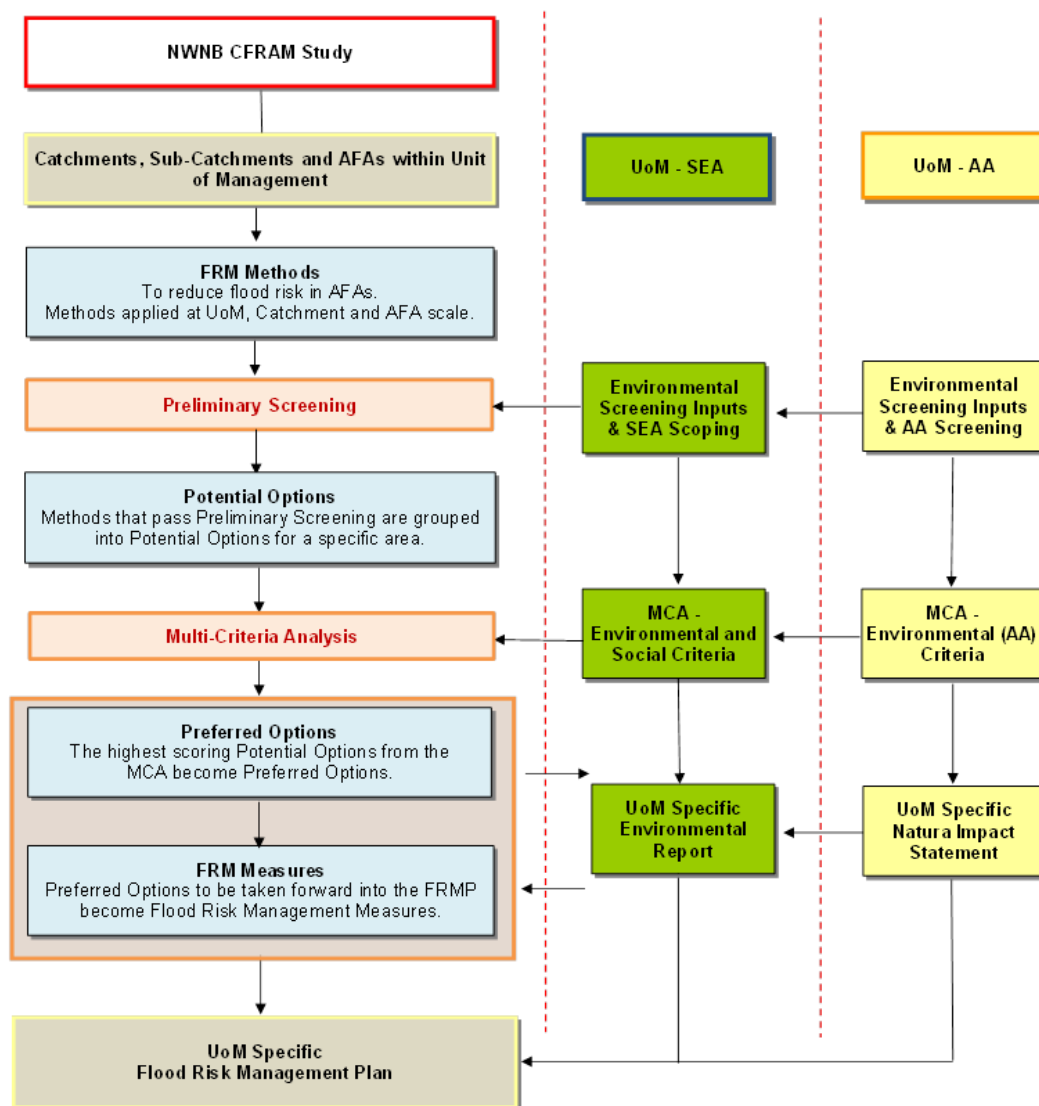 NWNB CFRAM Study
Catchments, Sub-Catchments and AFAs within Unit
of Management
UoM - SEA
UoM - AA
FRM Methods
To reduce flood risk in AFAs.
Methods applied at UoM, Catchment and AFA scale.
Preliminary Screening
Environmental
Screening Inputs
& SEA Scoping
Environmental
Screening Inputs
& AA Screening
Potential Options
Methods that pass Preliminary Screening are grouped
into Potential Options for a specific area.
Multi-Criteria Analysis
MCA -
Environmental and
Social Criteria
MCA -
Environmental (AA)
Criteria
Preferred Options
The highest scoring Potential Options from the
MCA become Preferred Options.
UoM Specific
Environmental
Report
UoM Specific
Natura Impact
Statement
FRM Measures
Preferred Options to be taken forward into the FRMP
become Flood Risk Management Measures.
UoM Specific
Flood Risk Management Plan